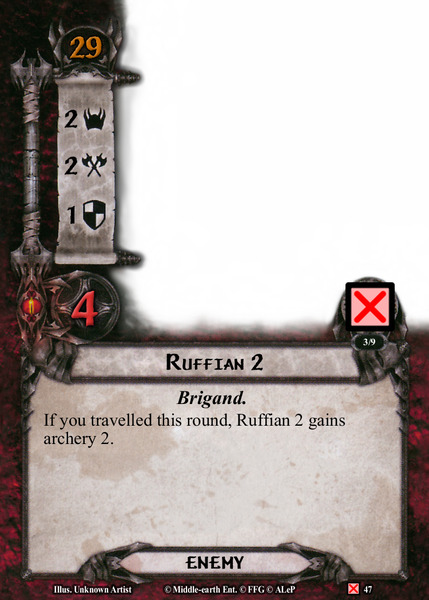 29
2
2
1
4
3/9
Ruffian 2
Brigand.
If you travelled this round, Ruffian 2 gains
archery 2.
ENEMY
Illus. Unknown Artist © Middle-earth Ent. © FFG © ALeP 47